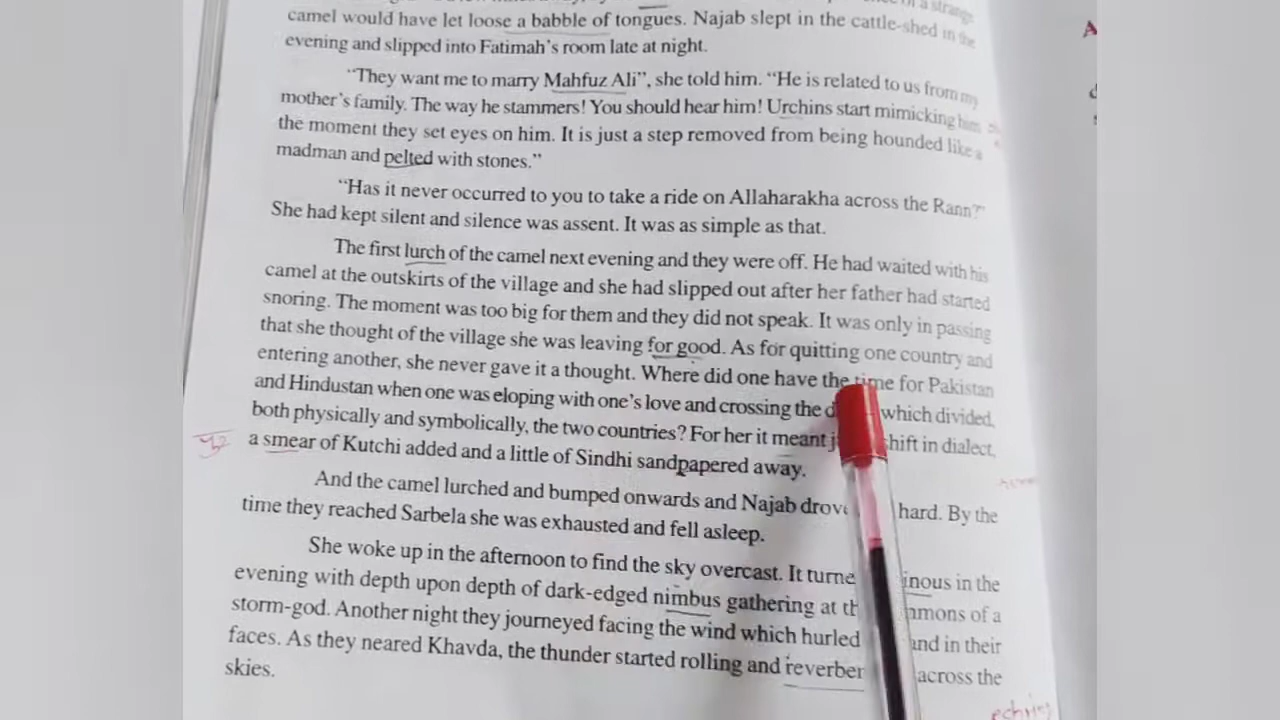 a strange
camel would have let loose a babble of tongues. Najab slept in the cattle-shed in the
evening and slipped into Fatimah's room late at night.
"They want me to marry Mahfuz Ali", she told him. "He is related to us from my
mother's family. The way he stammers! You should hear him! Urchins start mimicking him
the moment they set eyes on him. It is just a step removed from being hounded like a
madman and pelted with stones."
"Has it never occurred to you to take a ride on Allaharakha across the Rann?"
She had kept silent and silence was assent. It was as simple as that.
The first lurch of the camel next evening and they were off. He had waited with his
camel at the outskirts of the village and she had slipped out after her father had started
snoring. The moment was too big for them and they did not speak. It was only in passing
that she thought of the village she was leaving for good. As for quitting one country and
entering another, she never gave it a thought. Where did one have the time for Pakistan
and Hindustan when one was eloping with one's love and crossing the which divided,
both physically and symbolically, the two countries? For her it meant shift in dialect,
a smear of Kutchi added and a little of Sindhi sandpapered away.
And the camel lurched and bumped onwards and Najab drove hard. By the
time they reached Sarbela she was exhausted and fell asleep.
She woke up in the afternoon to find the sky overcast. It turne inous in the
evening with depth upon depth of dark-edged nimbus gathering at th mmons of a
storm-god. Another night they journeyed facing the wind which hurled and in their
faces. As they neared Khavda, the thunder started rolling and reverber across the
skies.
echoing